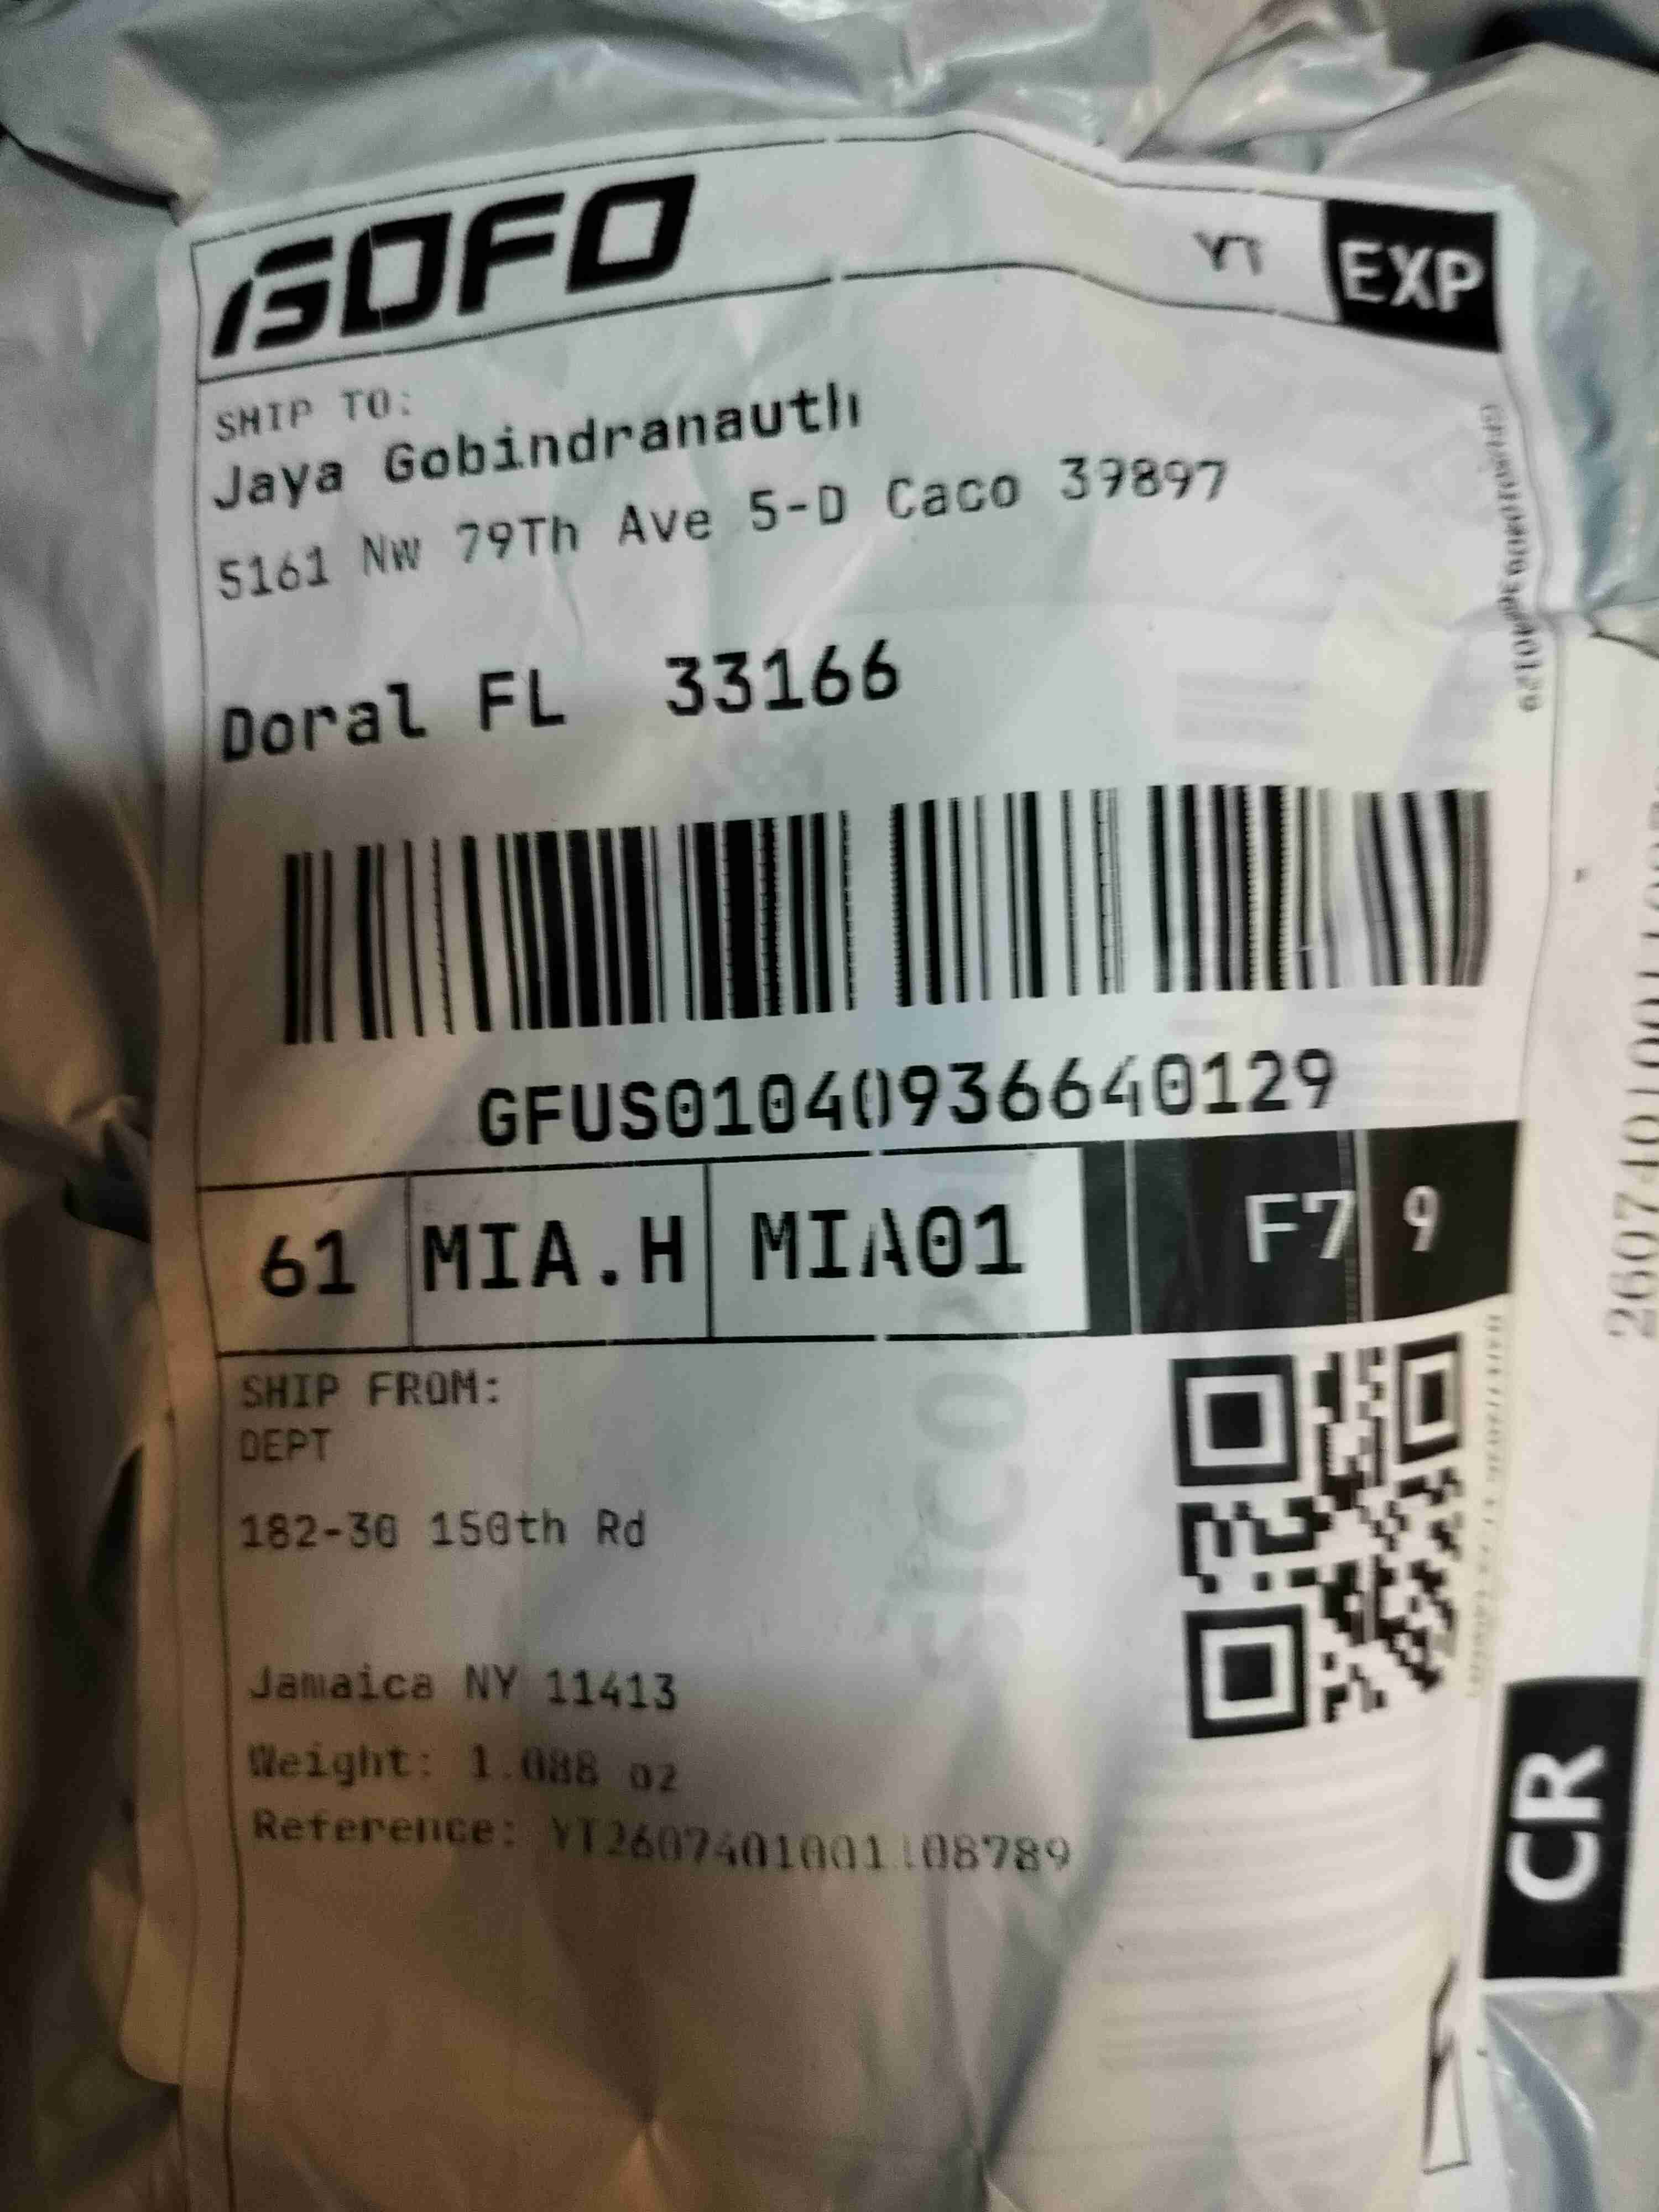 GOFO
YT
EXP
SHIP TO:
Jaya Gobindranauth
5161 Nw 79Th Ave 5-D Caco 39897
Doral FL 33166
GFUS01040936640129
61 MIA.H MIA01 F7 9
SHIP FROM:
DEPT
182-30 150th Rd
Jamaica NY 11413
Weight: 1.088 oz
Reference: YT2607401001108789
CR